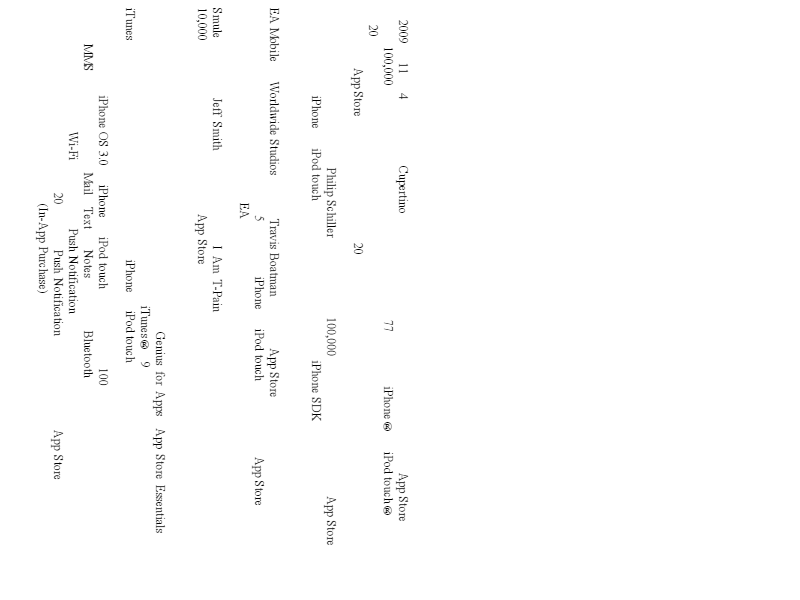 2009 11 4 Cupertino App Store
100,000 77 iPhone® iPod touch®
20
App Store 20
Philip Schiller 100,000 App Store
iPhone iPod touch iPhone SDK
EA Mobile Worldwide Studios Travis Boatman App Store
5 iPhone iPod touch App Store
EA
Smule Jeff Smith I Am T-Pain
10,000 App Store
Genius for Apps App Store Essentials
iTunes® 9
iTunes iPhone iPod touch
iPhone OS 3.0 iPhone iPod touch 100
MMS Mail Text Notes Bluetooth
Wi-Fi Push Notification
20 Push Notification App Store
(In-App Purchase)